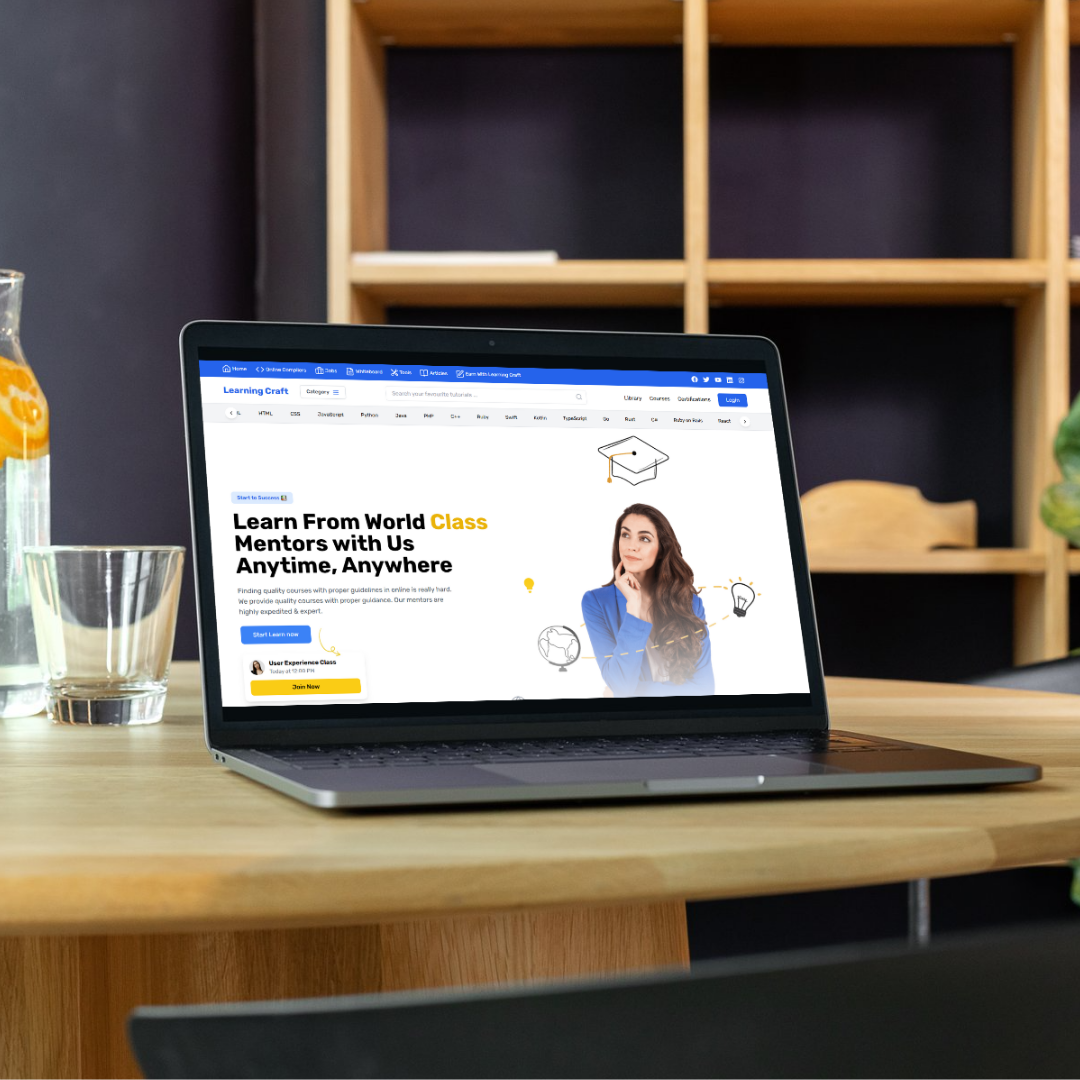 Home Online Compilers Jobs Whiteboard Tools Articles Earn With Learning Craft
Learning Craft Category Search your favourite tutorials ... Library Courses Certifications Login
HTML CSS JavaScript Python Java PHP C++ Ruby Swift Kotlin TypeScript Go Rust C# Ruby on Rails React
Start to Success
Learn From World Class
Mentors with Us
Anytime, Anywhere
Finding quality courses with proper guidelines in online is really hard.
We provide quality courses with proper guidance. Our mentors are
highly expedited & expert.
Start Learn now
User Experience Class
Today at 12:00 PM
Join Now